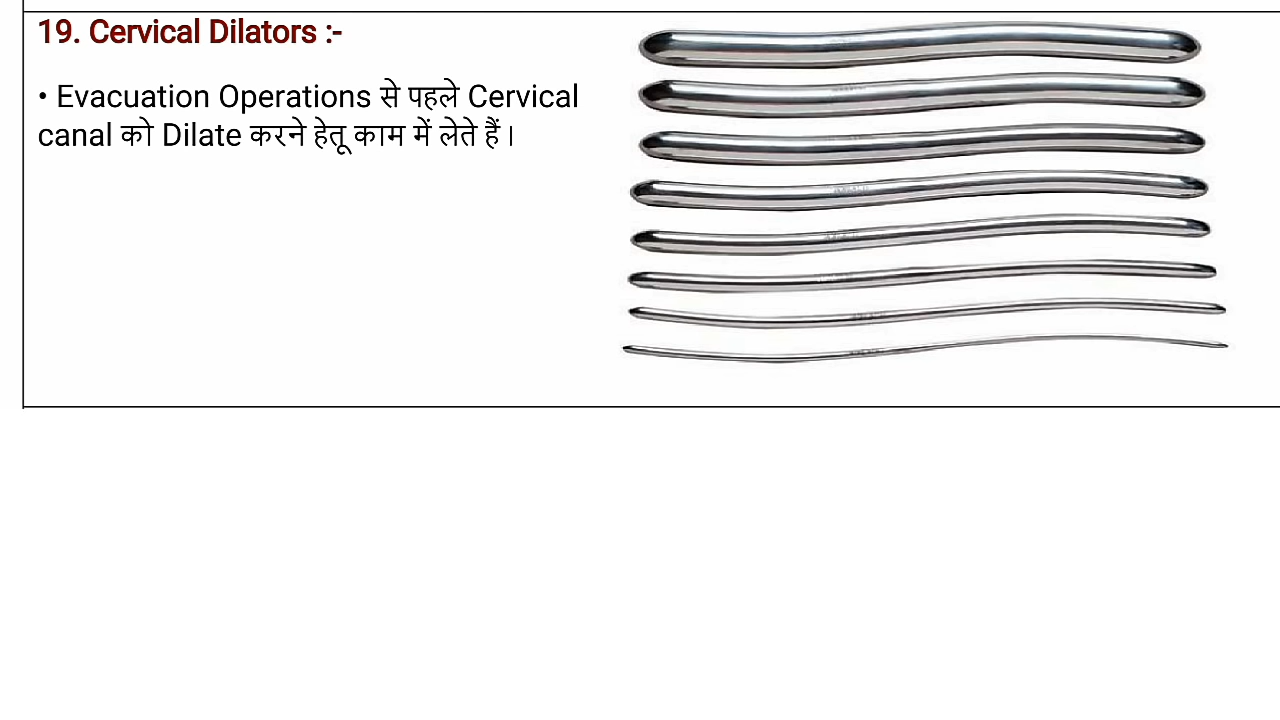 19. Cervical Dilators :-
• Evacuation Operations से पहले Cervical
canal को Dilate करने हेतू काम में लेते हैं।